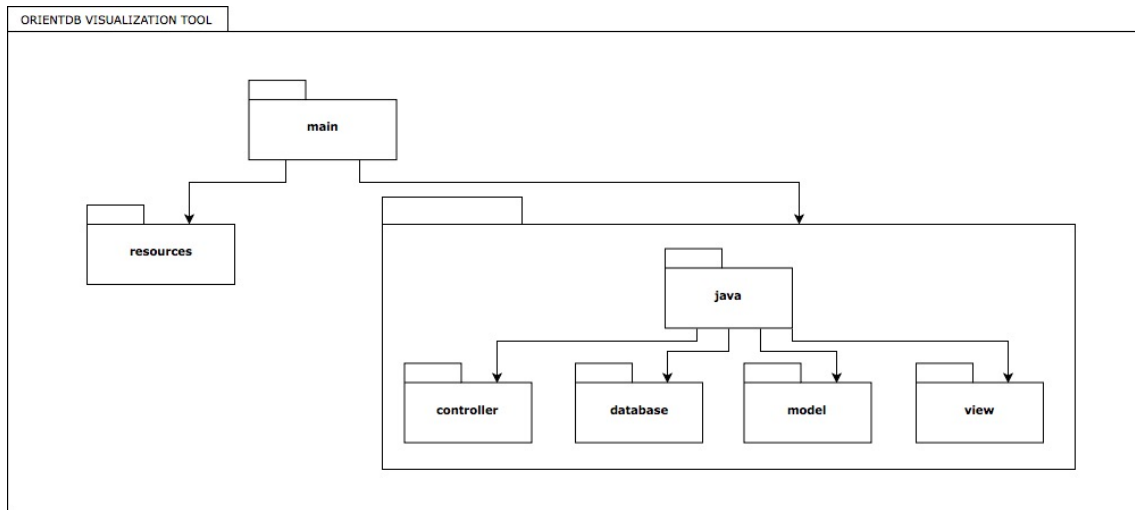 ORIENTDB VISUALIZATION TOOL
main
resources
java
controller
database
model
view